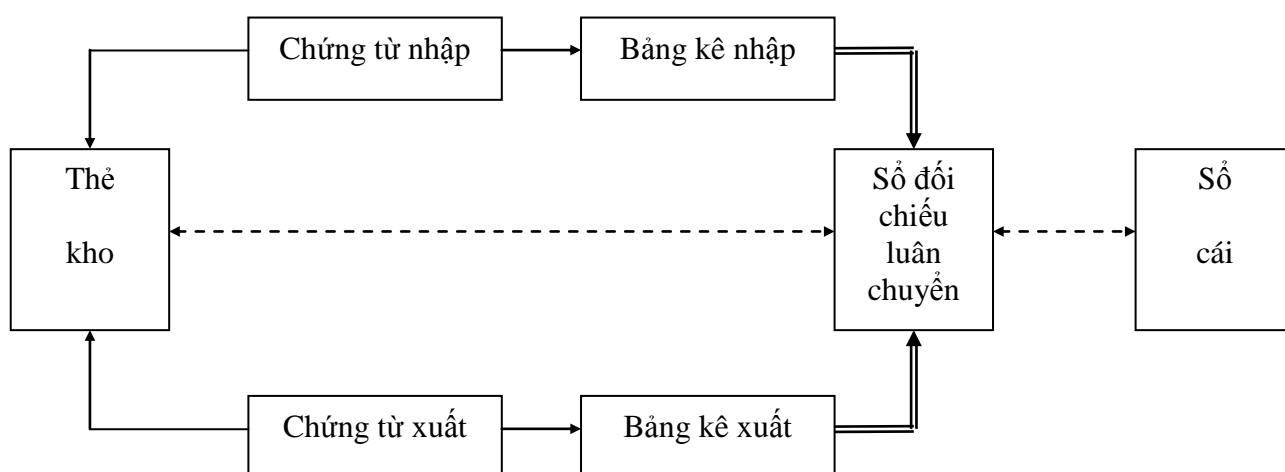 Chứng từ nhập
Bảng kê nhập
Thẻ
kho
Sổ đối
chiếu
luân
chuyển
Sổ
cái
Chứng từ xuất
Bảng kê xuất